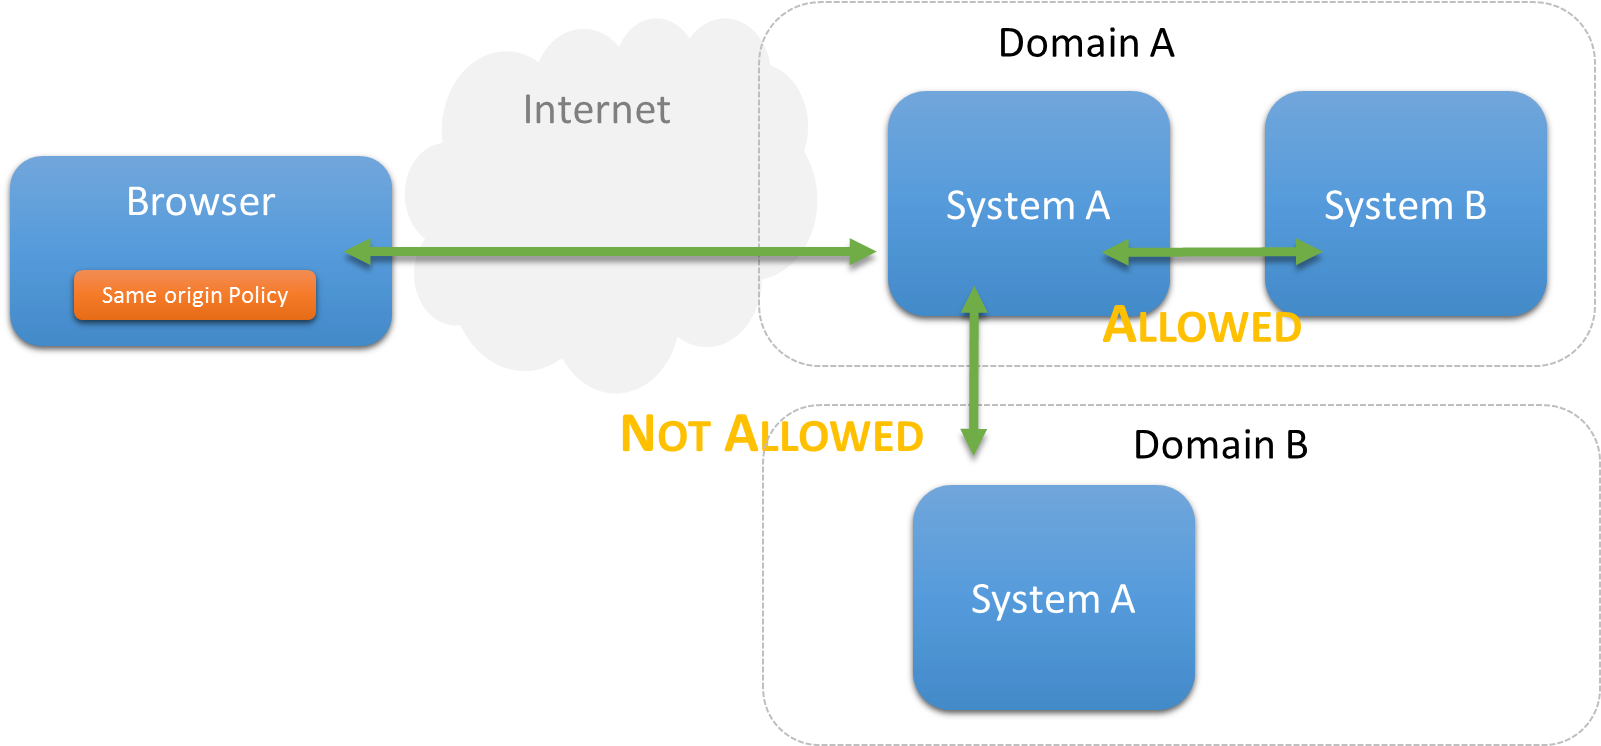 Domain A
Internet
Browser
Same origin Policy
System A
System B
ALLOWED
NOT ALLOWED
Domain B
System A